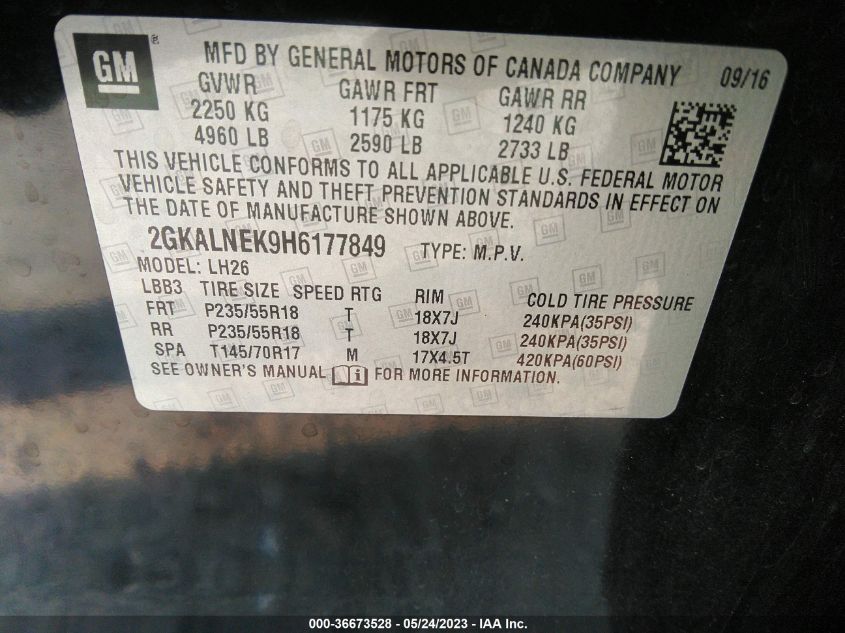 GM ®
MFD BY GENERAL MOTORS OF CANADA COMPANY 09/16
GVWR GAWR FRT GAWR RR
2250 KG 1175 KG 1240 KG
4960 LB 2590 LB 2733 LB
THIS VEHICLE CONFORMS TO ALL APPLICABLE U.S. FEDERAL MOTOR
VEHICLE SAFETY AND THEFT PREVENTION STANDARDS IN EFFECT ON
THE DATE OF MANUFACTURE SHOWN ABOVE.
2GKALNEK9H6177849 TYPE: M.P.V.
MODEL: LH26
LBB3 TIRE SIZE SPEED RTG RIM COLD TIRE PRESSURE
FRT P235/55R18 T 18X7J 240KPA(35PSI)
RR P235/55R18 T 18X7J 240KPA(35PSI)
SPA T145/70R17 M 17X4.5T 420KPA(60PSI)
SEE OWNER'S MANUAL FOR MORE INFORMATION.
000-36673528 - 05/24/2023 - IAA Inc.